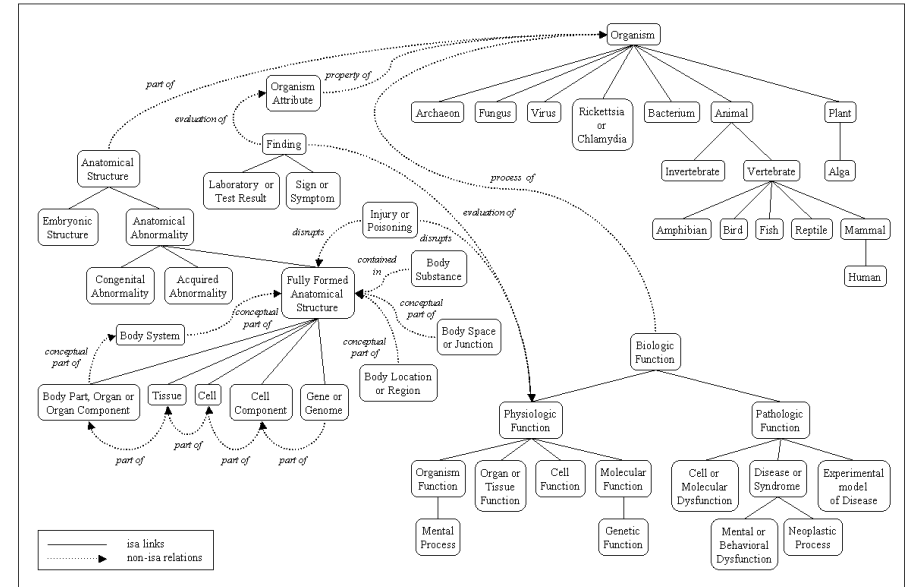 Organism
part of
property of
Organism
Attribute
evaluation of
Archaeon
Fungus
Virus
Rickettsia
or
Chlamydia
Bacterium
Animal
Plant
Finding
Anatomical
Structure
Laboratory or
Test Result
Sign or
Symptom
process of
Invertebrate
Vertebrate
Alga
Embryonic
Structure
Anatomical
Abnormality
Injury or
Poisoning
evaluation of
disrupts
disrupts
Amphibian
Bird
Fish
Reptile
Mammal
Human
contained
in
Body
Substance
Congenital
Abnormality
Acquired
Abnormality
Fully Formed
Anatomical
Structure
conceptual
part of
conceptual
part of
Body System
Body Space
or Junction
conceptual
part of
conceptual
part of
Body Location
or Region
Biologic
Function
Body Part, Organ or
Organ Component
Tissue
Cell
Cell
Component
Gene or
Genome
part of
part of
part of
part of
Physiologic
Function
Pathologic
Function
Organism
Function
Organ or
Tissue
Function
Cell
Function
Molecular
Function
Cell or
Molecular
Dysfunction
Disease or
Syndrome
Experimental
model
of Disease
Mental
Process
Genetic
Function
Mental or
Behavioral
Dysfunction
Neoplastic
Process
isa links
non-isa relations